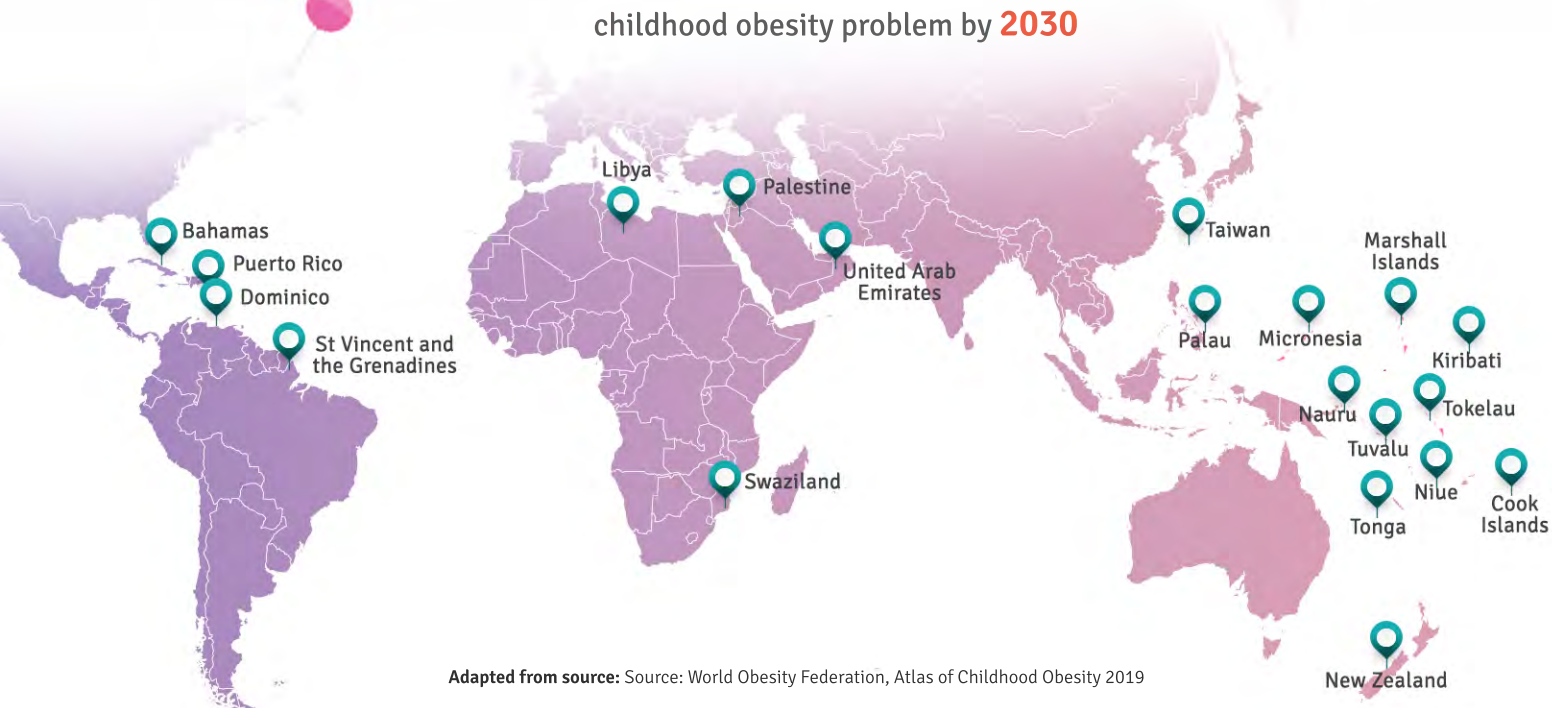 childhood obesity problem by 2030
Libya
Palestine
Bahamas
Puerto Rico
Dominico
St Vincent and
the Grenadines
United Arab
Emirates
Taiwan
Marshall
Islands
Palau
Micronesia
Kiribati
Nauru
Tokelau
Tuvalu
Swaziland
Niue
Cook
Islands
Tonga
New Zealand
Adapted from source: Source: World Obesity Federation, Atlas of Childhood Obesity 2019